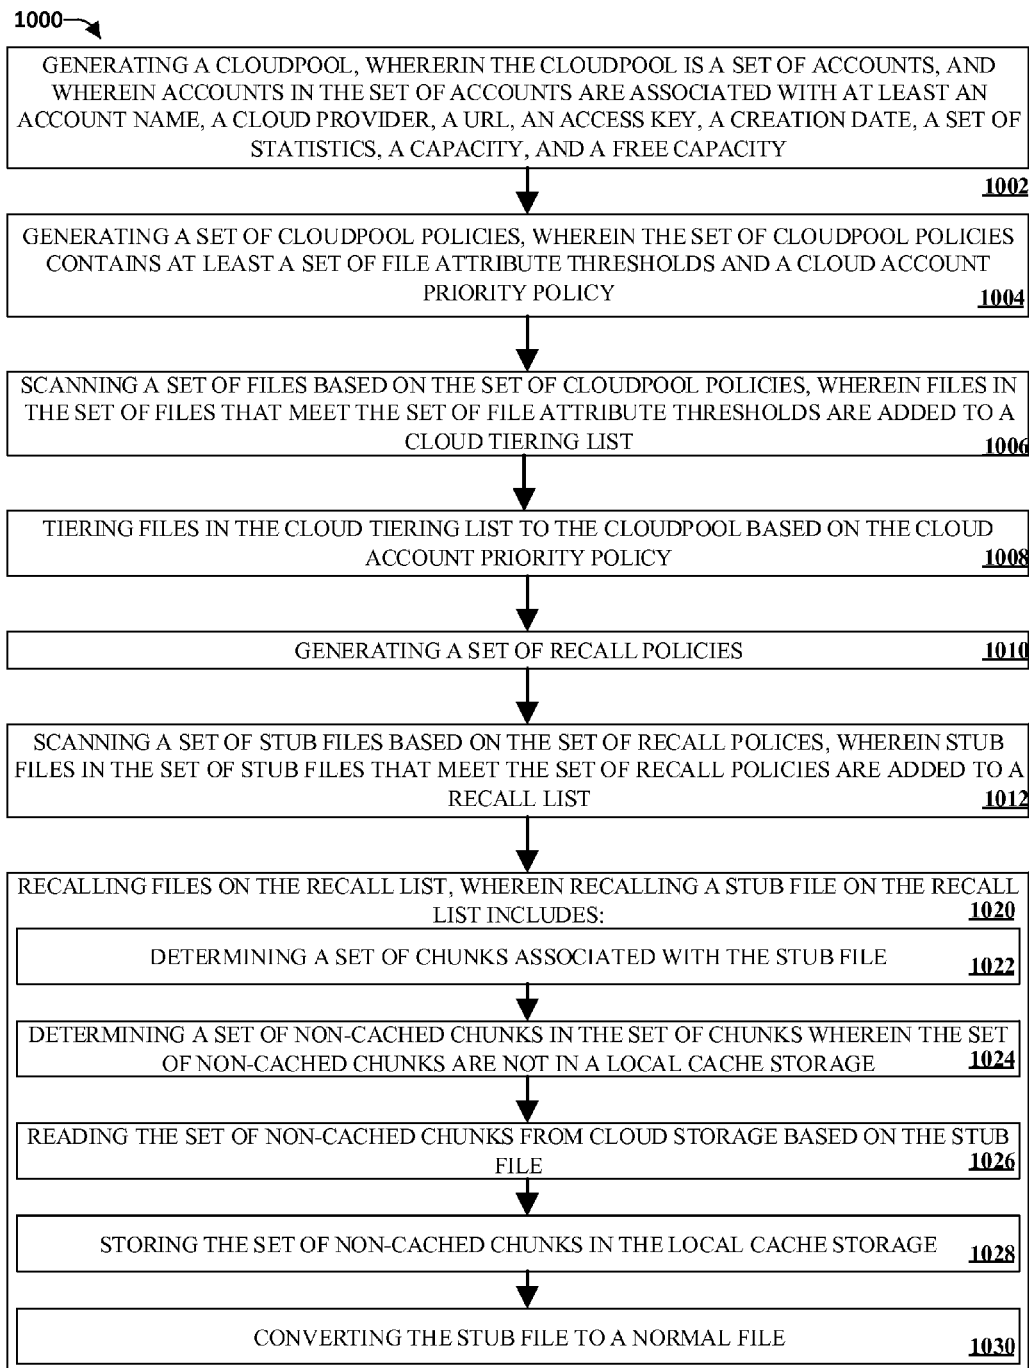 1000
GENERATING A CLOUDPOOL, WHERERIN THE CLOUDPOOL IS A SET OF ACCOUNTS, AND
WHEREIN ACCOUNTS IN THE SET OF ACCOUNTS ARE ASSOCIATED WITH AT LEAST AN
ACCOUNT NAME, A CLOUD PROVIDER, A URL, AN ACCESS KEY, A CREATION DATE, A SET OF
STATISTICS, A CAPACITY, AND A FREE CAPACITY
1002
GENERATING A SET OF CLOUDPOOL POLICIES, WHEREIN THE SET OF CLOUDPOOL POLICIES
CONTAINS AT LEAST A SET OF FILE ATTRIBUTE THRESHOLDS AND A CLOUD ACCOUNT
PRIORITY POLICY
1004
SCANNING A SET OF FILES BASED ON THE SET OF CLOUDPOOL POLICIES, WHEREIN FILES IN
THE SET OF FILES THAT MEET THE SET OF FILE ATTRIBUTE THRESHOLDS ARE ADDED TO A
CLOUD TIERING LIST
1006
TIERING FILES IN THE CLOUD TIERING LIST TO THE CLOUDPOOL BASED ON THE CLOUD
ACCOUNT PRIORITY POLICY
1008
GENERATING A SET OF RECALL POLICIES
1010
SCANNING A SET OF STUB FILES BASED ON THE SET OF RECALL POLICES, WHEREIN STUB
FILES IN THE SET OF STUB FILES THAT MEET THE SET OF RECALL POLICIES ARE ADDED TO A
RECALL LIST
1012
RECALLING FILES ON THE RECALL LIST, WHEREIN RECALLING A STUB FILE ON THE RECALL
LIST INCLUDES:
1020
DETERMINING A SET OF CHUNKS ASSOCIATED WITH THE STUB FILE
1022
DETERMINING A SET OF NON-CACHED CHUNKS IN THE SET OF CHUNKS WHEREIN THE SET
OF NON-CACHED CHUNKS ARE NOT IN A LOCAL CACHE STORAGE
1024
READING THE SET OF NON-CACHED CHUNKS FROM CLOUD STORAGE BASED ON THE STUB
FILE
1026
STORING THE SET OF NON-CACHED CHUNKS IN THE LOCAL CACHE STORAGE
1028
CONVERTING THE STUB FILE TO A NORMAL FILE
1030